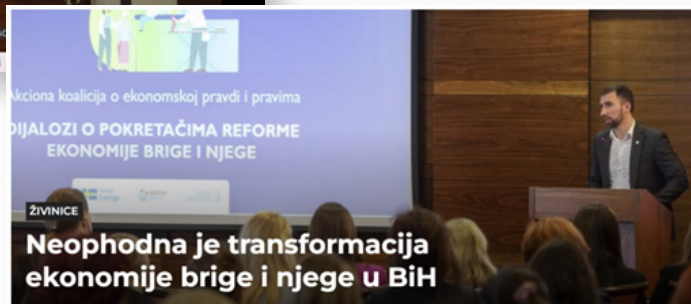 Akciona koalicija o ekonomskoj pravdi i pravima
DIJALOZI O POKRETAČIMA REFORME
EKONOMIJE BRIGE I NJEGE
Sverige
ŽIVINICE
Neophodna je transformacija
ekonomije brige i njege u BiH